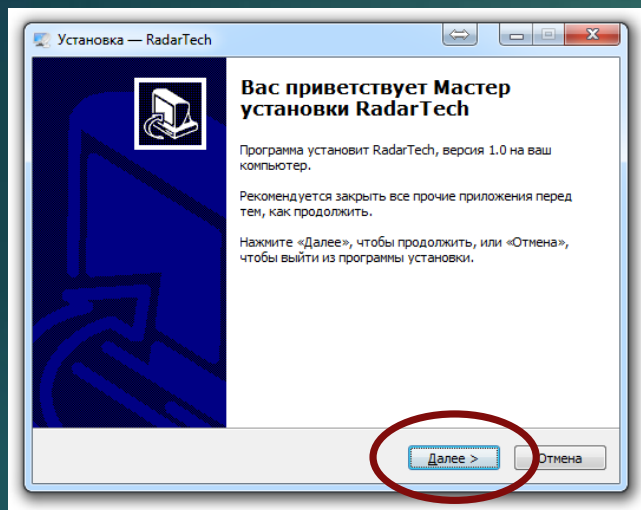 Установка — RadarTech
Вас приветствует Мастер
установки RadarTech
Программа установит RadarTech, версия 1.0 на ваш
компьютер.
Рекомендуется закрыть все прочие приложения перед
тем, как продолжить.
Нажмите «Далее», чтобы продолжить, или «Отмена»,
чтобы выйти из программы установки.
Далее >
Отмена